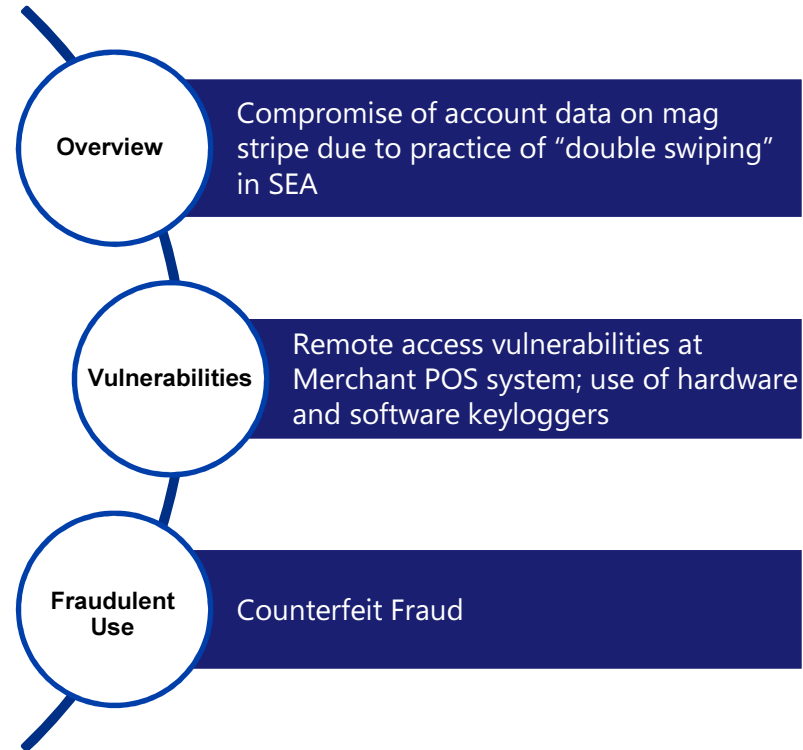 Overview
Compromise of account data on mag
stripe due to practice of “double swiping”
in SEA
Vulnerabilities
Remote access vulnerabilities at
Merchant POS system; use of hardware
and software keyloggers
Fraudulent
Use
Counterfeit Fraud